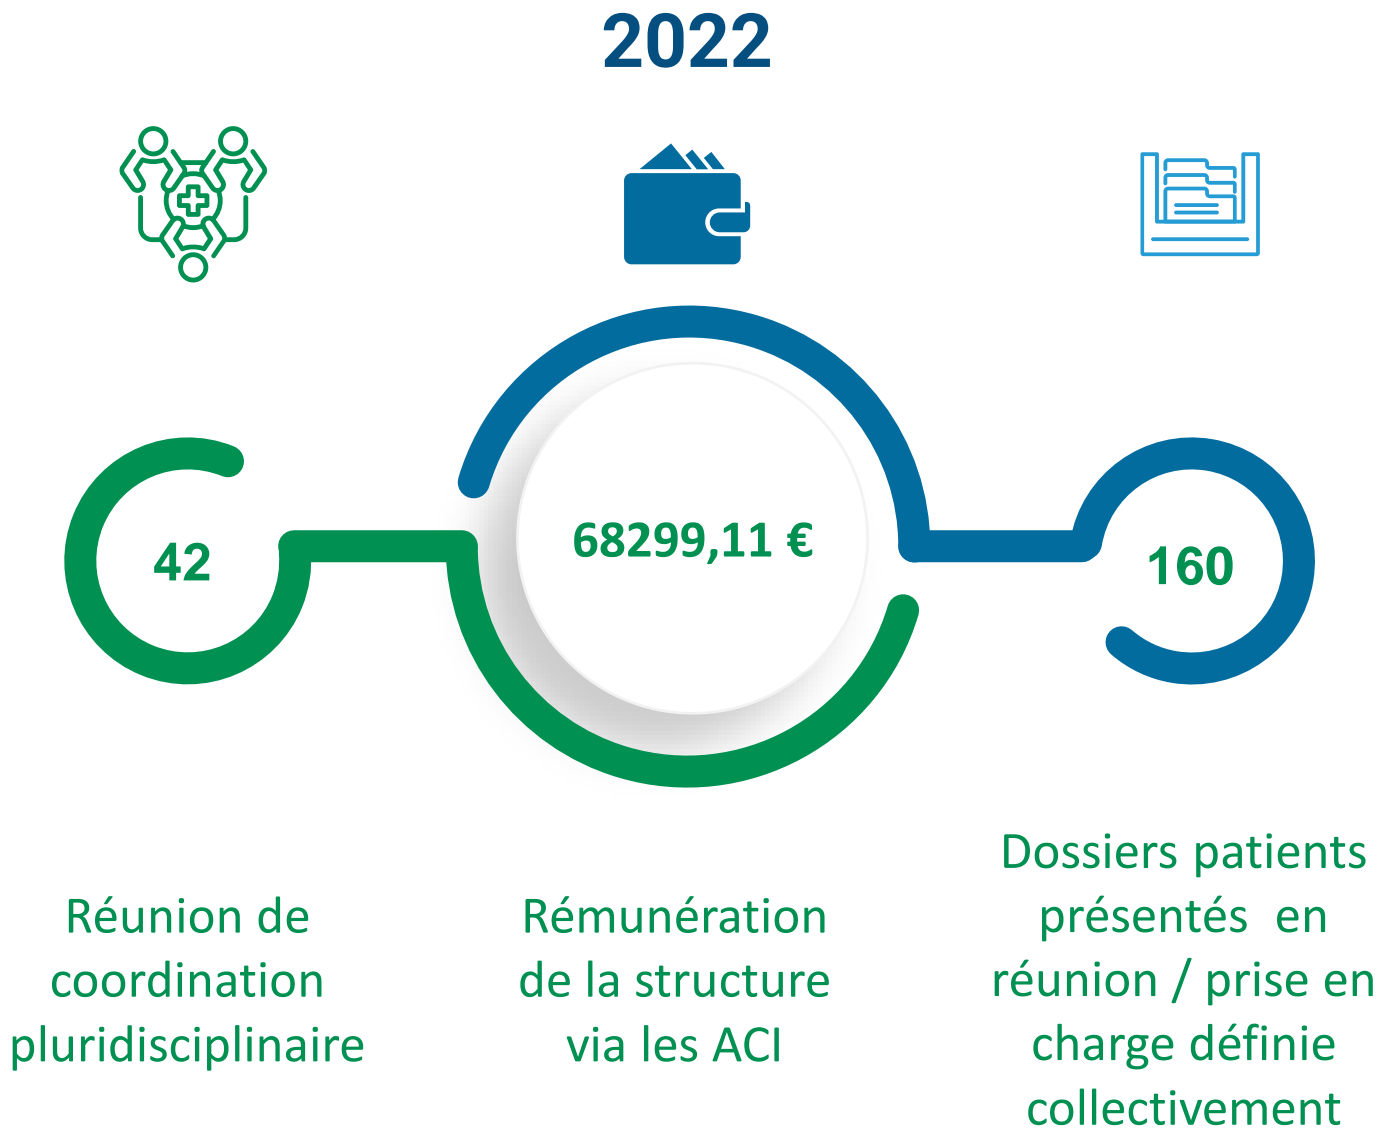 2022
42
68299,11 €
160
Réunion de
coordination
pluridisciplinaire
Rémunération
de la structure
via les ACI
Dossiers patients
présentés  en
réunion / prise en
charge définie
collectivement